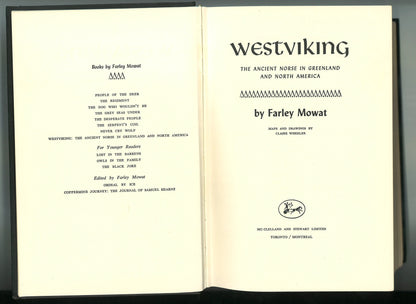 Books by Farley Mowat
PEOPLE OF THE DEER
THE REGIMENT
THE DOG WHO WOULDN'T BE
THE GREY SEAS UNDER
THE DESPERATE PEOPLE
THE SERPENT'S COIL
NEVER CRY WOLF
WESTVIKING: THE ANCIENT NORSE IN GREENLAND AND NORTH AMERICA
For Younger Readers
LOST IN THE BARRENS
OWLS IN THE FAMILY
THE BLACK JOKE
Edited by Farley Mowat
ORDEAL BY ICE
COPPERMINE JOURNEY: THE JOURNAL OF SAMUEL HEARNE
WESTVIKING
THE ANCIENT NORSE IN GREENLAND
AND NORTH AMERICA
by Farley Mowat
MAPS AND DRAWINGS BY
CLAIRE WHEELER
MC CLELLAND AND STEWART LIMITED
TORONTO / MONTREAL